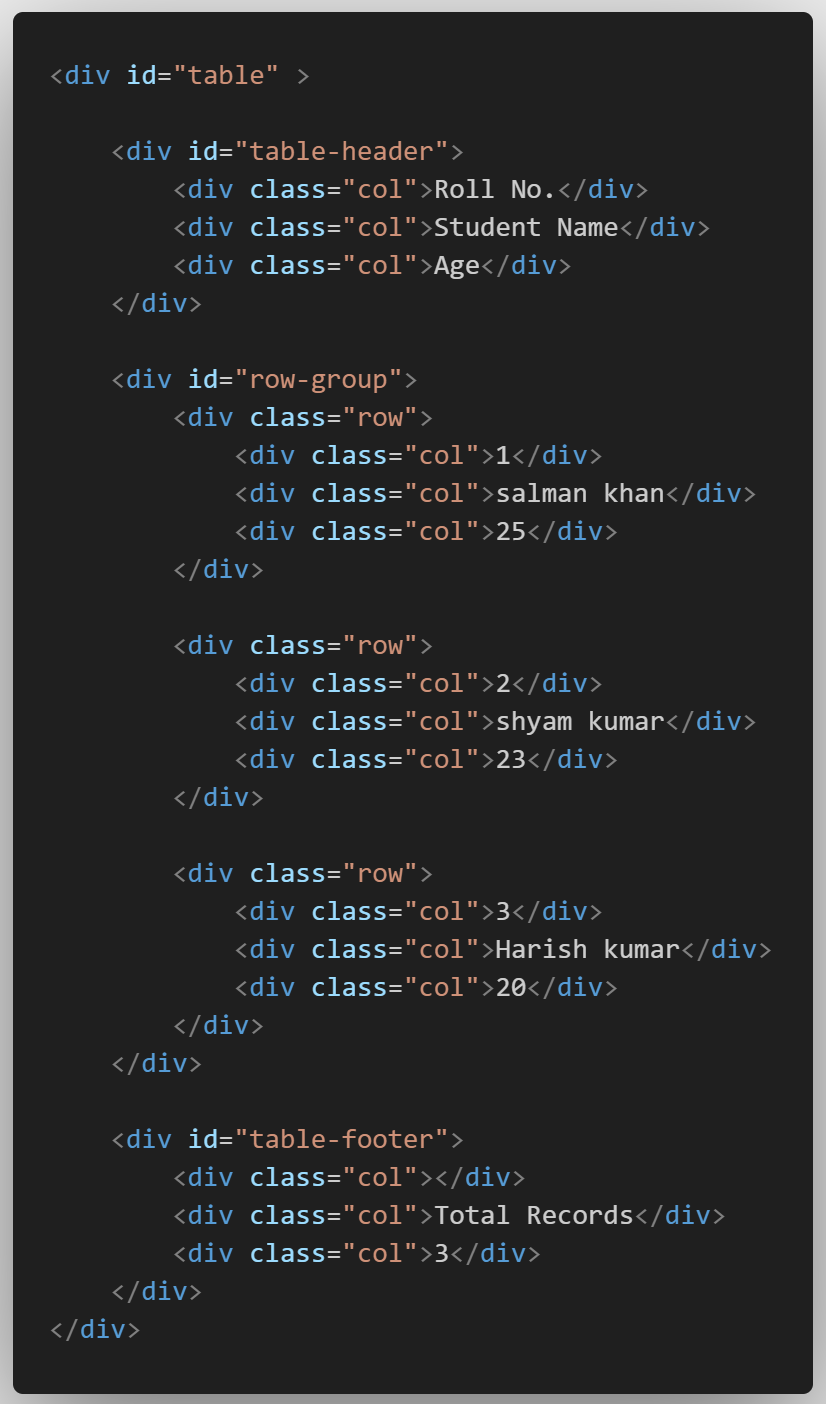 <div id="table" >
<div id="table-header">
<div class="col">Roll No.</div>
<div class="col">Student Name</div>
<div class="col">Age</div>
</div>
<div id="row-group">
<div class="row">
<div class="col">1</div>
<div class="col">salman khan</div>
<div class="col">25</div>
</div>
<div class="row">
<div class="col">2</div>
<div class="col">shyam kumar</div>
<div class="col">23</div>
</div>
<div class="row">
<div class="col">3</div>
<div class="col">Harish kumar</div>
<div class="col">20</div>
</div>
</div>
<div id="table-footer">
<div class="col"></div>
<div class="col">Total Records</div>
<div class="col">3</div>
</div>
</div>